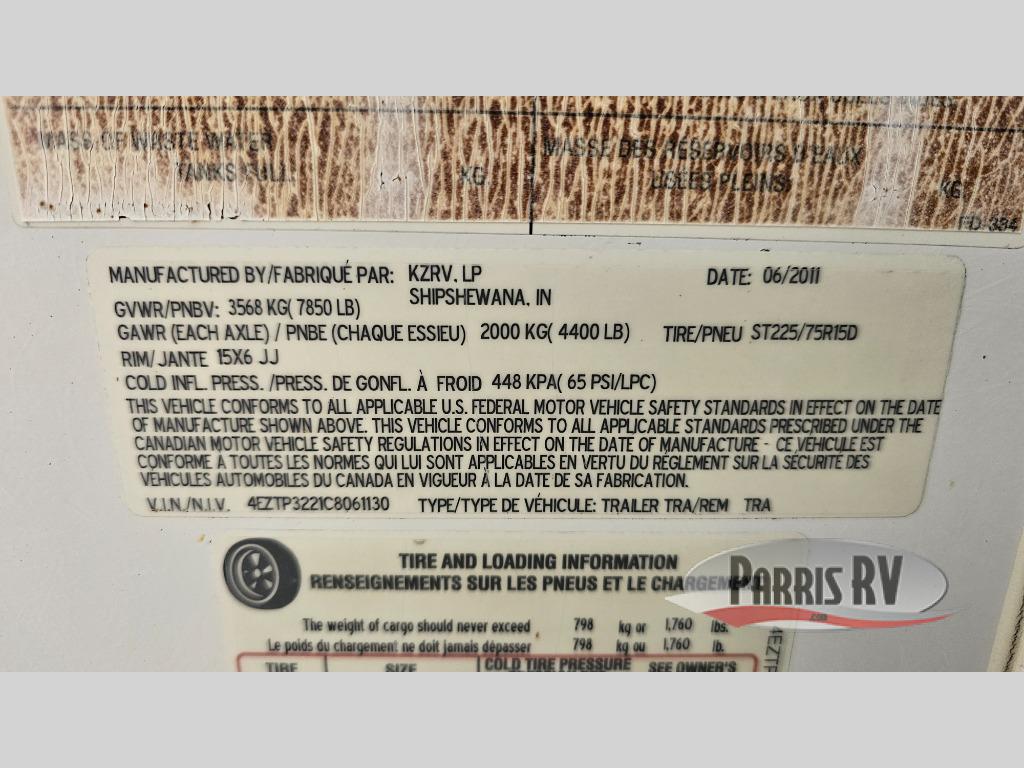 MASS OF WASTE WATER
TANKS FULL: KG
MASSE DES RÉSERVOIRS D'EAUX
USÉES PLEINS: KG
FD-334
MANUFACTURED BY/FABRIQUÉ PAR: KZRV, LP DATE: 06/2011
SHIPSHEWANA, IN
GVWR/PNBV: 3568 KG( 7850 LB)
GAWR (EACH AXLE) / PNBE (CHAQUE ESSIEU) 2000 KG( 4400 LB) TIRE/PNEU ST225/75R15D
RIM/ JANTE 15X6 JJ
COLD INFL. PRESS. /PRESS. DE GONFL. À FROID 448 KPA( 65 PSI/LPC)
THIS VEHICLE CONFORMS TO ALL APPLICABLE U.S. FEDERAL MOTOR VEHICLE SAFETY STANDARDS IN EFFECT ON THE DATE
OF MANUFACTURE SHOWN ABOVE. THIS VEHICLE CONFORMS TO ALL APPLICABLE STANDARDS PRESCRIBED UNDER THE
CANADIAN MOTOR VEHICLE SAFETY REGULATIONS IN EFFECT ON THE DATE OF MANUFACTURE - CE VÉHICULE EST
CONFORME À TOUTES LES NORMES QUI LUI SONT APPLICABLES EN VERTU DU RÉGLEMENT SUR LA SÉCURITÉ DES
VÉHICULES AUTOMOBILES DU CANADA EN VIGUEUR À LA DATE DE SA FABRICATION.
V.I.N./N.I.V. 4EZTP3221C8061130 TYPE/TYPE DE VÉHICULE: TRAILER TRA/REM TRA
TIRE AND LOADING INFORMATION
RENSEIGNEMENTS SUR LES PNEUS ET LE CHARGEMENT
PARRIS RV
.com
The weight of cargo should never exceed 798 kg or 1,760 lbs.
Le poids du chargement ne doit jamais dépasser 798 kg ou 1,760 lb.
4EZTP
TIRE SIZE COLD TIRE PRESSURE SEE OWNER'S